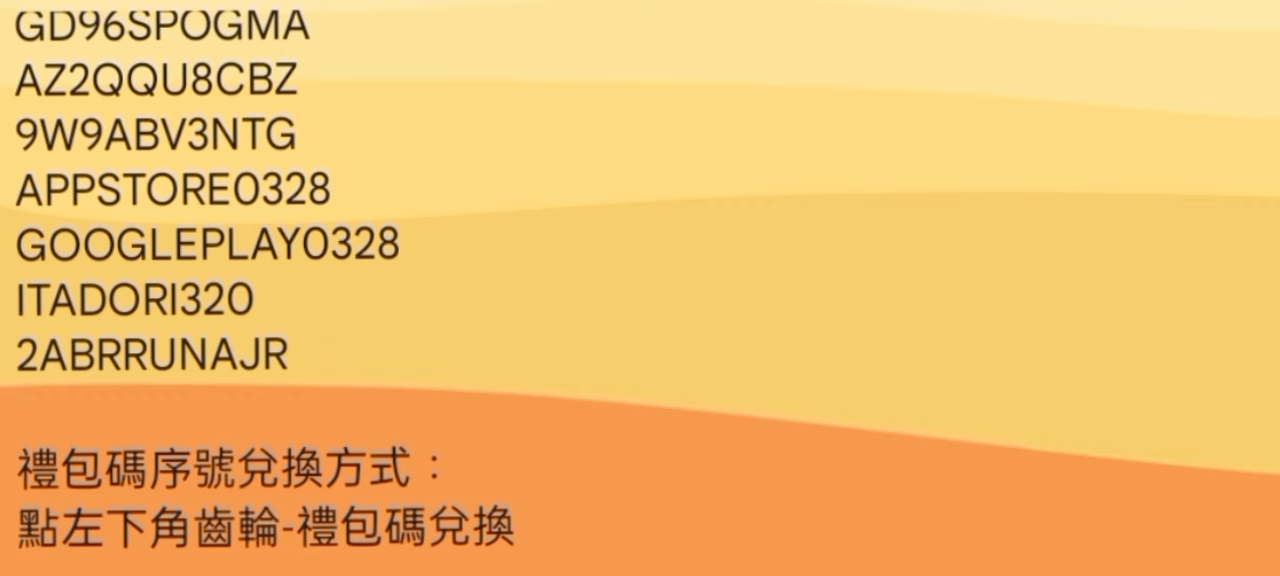 GD96SPOGMA
AZ2QQU8CBZ
9W9ABV3NTG
APPSTORE0328
GOOGLEPLAY0328
ITADORI320
2ABRRUNAJR
禮包碼序號兌換方式：
點左下角齒輪-禮包碼兌換